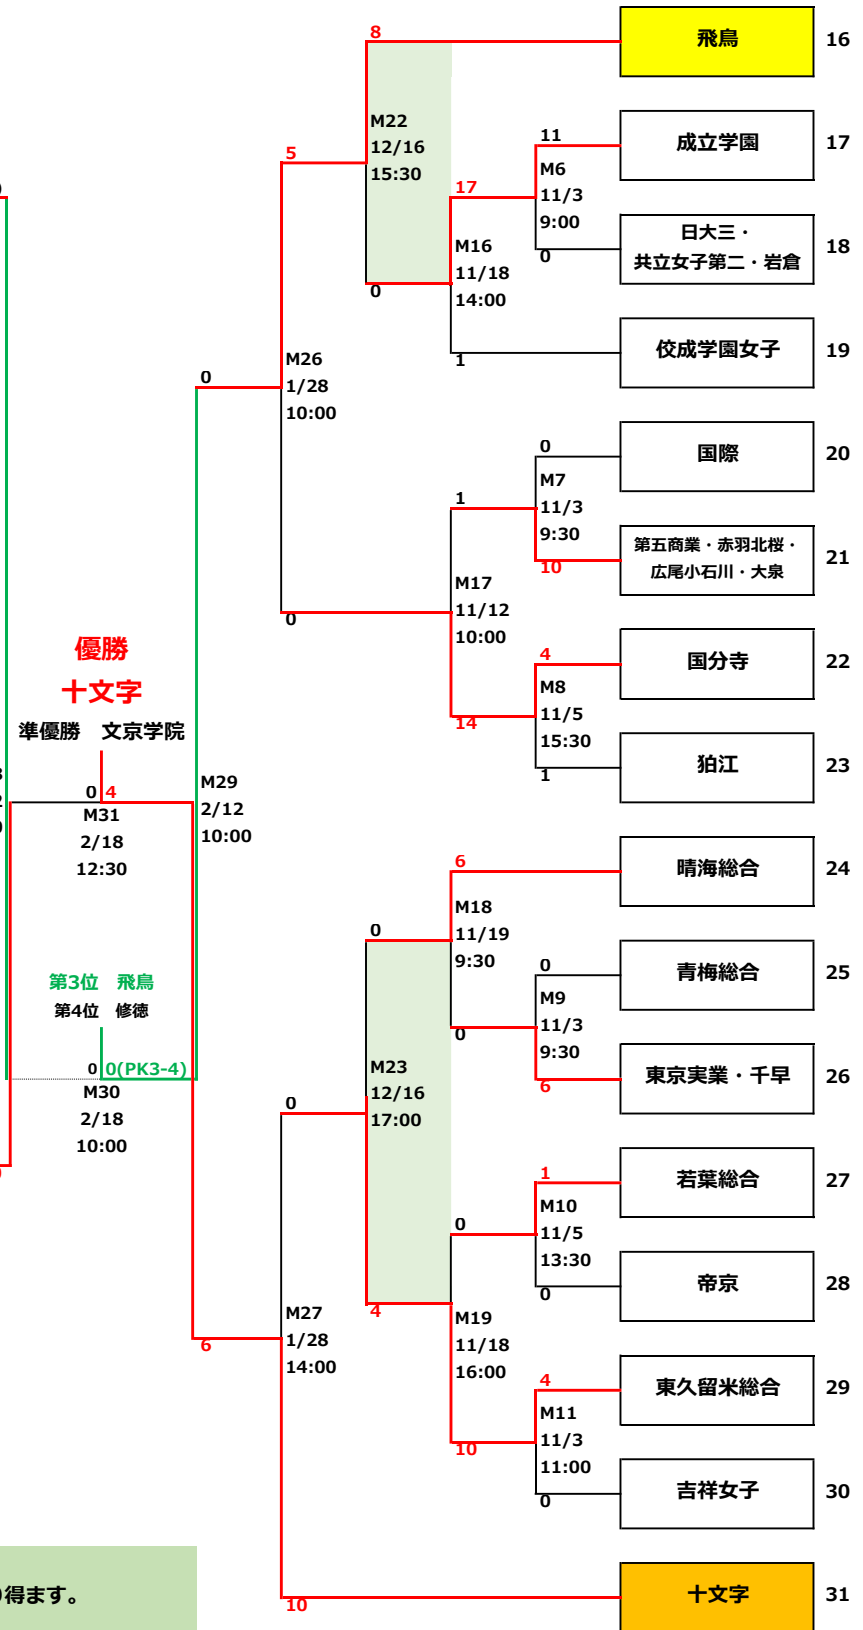 8
飛鳥 16
M22
12/16
15:30
5
11
成立学園 17
M6
11/3
9:00
17
0
日大三・
共立女子第二・岩倉 18
M16
11/18
14:00
0
1
佼成学園女子 19
M26
1/28
10:00
0
0
国際 20
M7
11/3
9:30
1
10
第五商業・赤羽北桜・
広尾小石川・大泉 21
M17
11/12
10:00
0
4
国分寺 22
M8
11/5
15:30
14
1
狛江 23
優勝
十文字
準優勝 文京学院
0 4
M31
2/18
12:30
M29
2/12
10:00
6
晴海総合 24
M18
11/19
9:30
0
0
青梅総合 25
M9
11/3
9:30
0
6
東京実業・千早 26
第3位 飛鳥
第4位 修徳
0 0(PK3-4)
M30
2/18
10:00
M23
12/16
17:00
0
1
若葉総合 27
M10
11/5
13:30
0
0
帝京 28
4
M19
11/18
16:00
M27
1/28
14:00
6
4
東久留米総合 29
M11
11/3
11:00
10
0
吉祥女子 30
得ます。
10
十文字 31